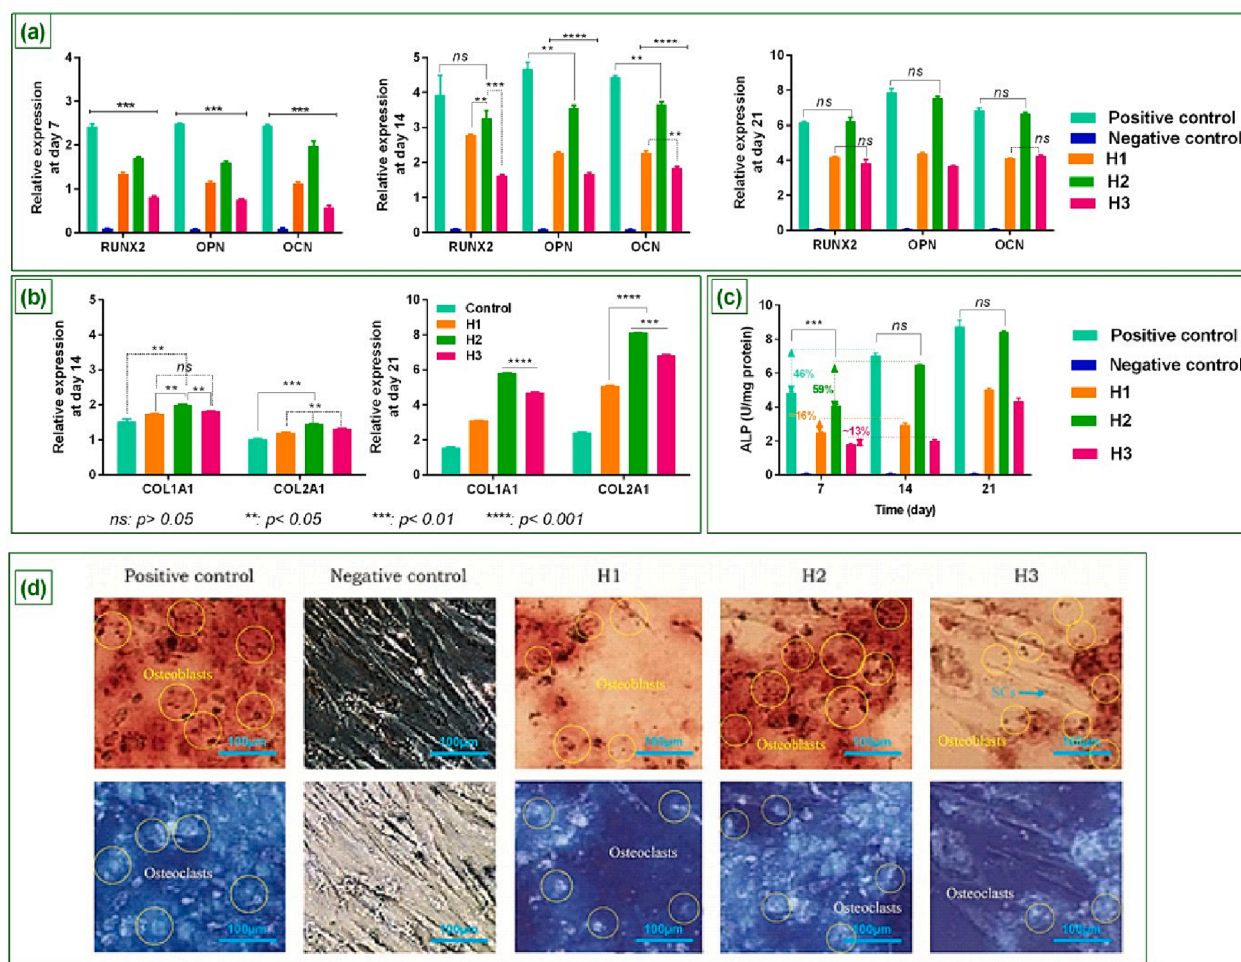 (a)
Relative expression
at day 7
5
4
3
2
1
0
***
***
***
RUNX2
OPN
OCN
Relative expression
at day 14
5
4
3
2
1
0
ns
**
***
**
****
**
****
**
RUNX2
OPN
OCN
Relative expression
at day 21
10
8
6
4
2
0
ns
ns
ns
ns
ns
RUNX2
OPN
OCN
Positive control
Negative control
H1
H2
H3
(b)
Relative expression
at day 14
5
4
3
2
1
0
**
ns
**
**
***
**
COL1A1
COL2A1
Relative expression
at day 21
10
8
6
4
2
0
Control
H1
H2
H3
****
****
***
COL1A1
COL2A1
ns: p> 0.05
**: p< 0.05
***: p< 0.01
****: p< 0.001
(c)
ALP (U/mg protein)
10
8
6
4
2
0
***
ns
ns
46%
59%
~16%
~13%
7
14
21
Time (day)
Positive control
Negative control
H1
H2
H3
(d)
Positive control
Negative control
H1
H2
H3
Osteoblasts
100µm
100µm
Osteoblasts
100µm
Osteoblasts
100µm
SCs
Osteoblasts
100µm
Osteoclasts
100µm
100µm
Osteoclasts
100µm
Osteoclasts
100µm
Osteoclasts
100µm